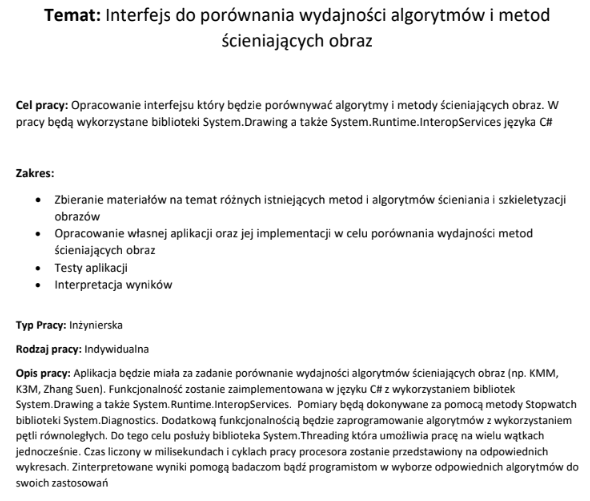 Temat: Interfejs do porównania wydajności algorytmów i metod
ścieniających obraz
Cel pracy: Opracowanie interfejsu który będzie porównywać algorytmy i metody ścieniających obraz. W
pracy będą wykorzystane biblioteki System.Drawing a także System.Runtime.InteropServices języka C#
Zakres:
• Zbieranie materiałów na temat różnych istniejących metod i algorytmów ścieniania i szkieletyzacji
obrazów
• Opracowanie własnej aplikacji oraz jej implementacji w celu porównania wydajności metod
ścieniających obraz
• Testy aplikacji
• Interpretacja wyników
Typ Pracy: Inżynierska
Rodzaj pracy: Indywidualna
Opis pracy: Aplikacja będzie miała za zadanie porównanie wydajności algorytmów ścieniających obraz (np. KMM,
K3M, Zhang Suen). Funkcjonalność zostanie zaimplementowana w języku C# z wykorzystaniem bibliotek
System.Drawing a także System.Runtime.InteropServices. Pomiary będą dokonywane za pomocą metody Stopwatch
biblioteki System.Diagnostics. Dodatkową funkcjonalnością będzie zaprogramowanie algorytmów z wykorzystaniem
pętli równoległych. Do tego celu posłuży biblioteka System.Threading która umożliwia pracę na wielu wątkach
jednocześnie. Czas liczony w milisekundach i cyklach pracy procesora zostanie przedstawiony na odpowiednich
wykresach. Zinterpretowane wyniki pomogą badaczom bądź programistom w wyborze odpowiednich algorytmów do
swoich zastosowań